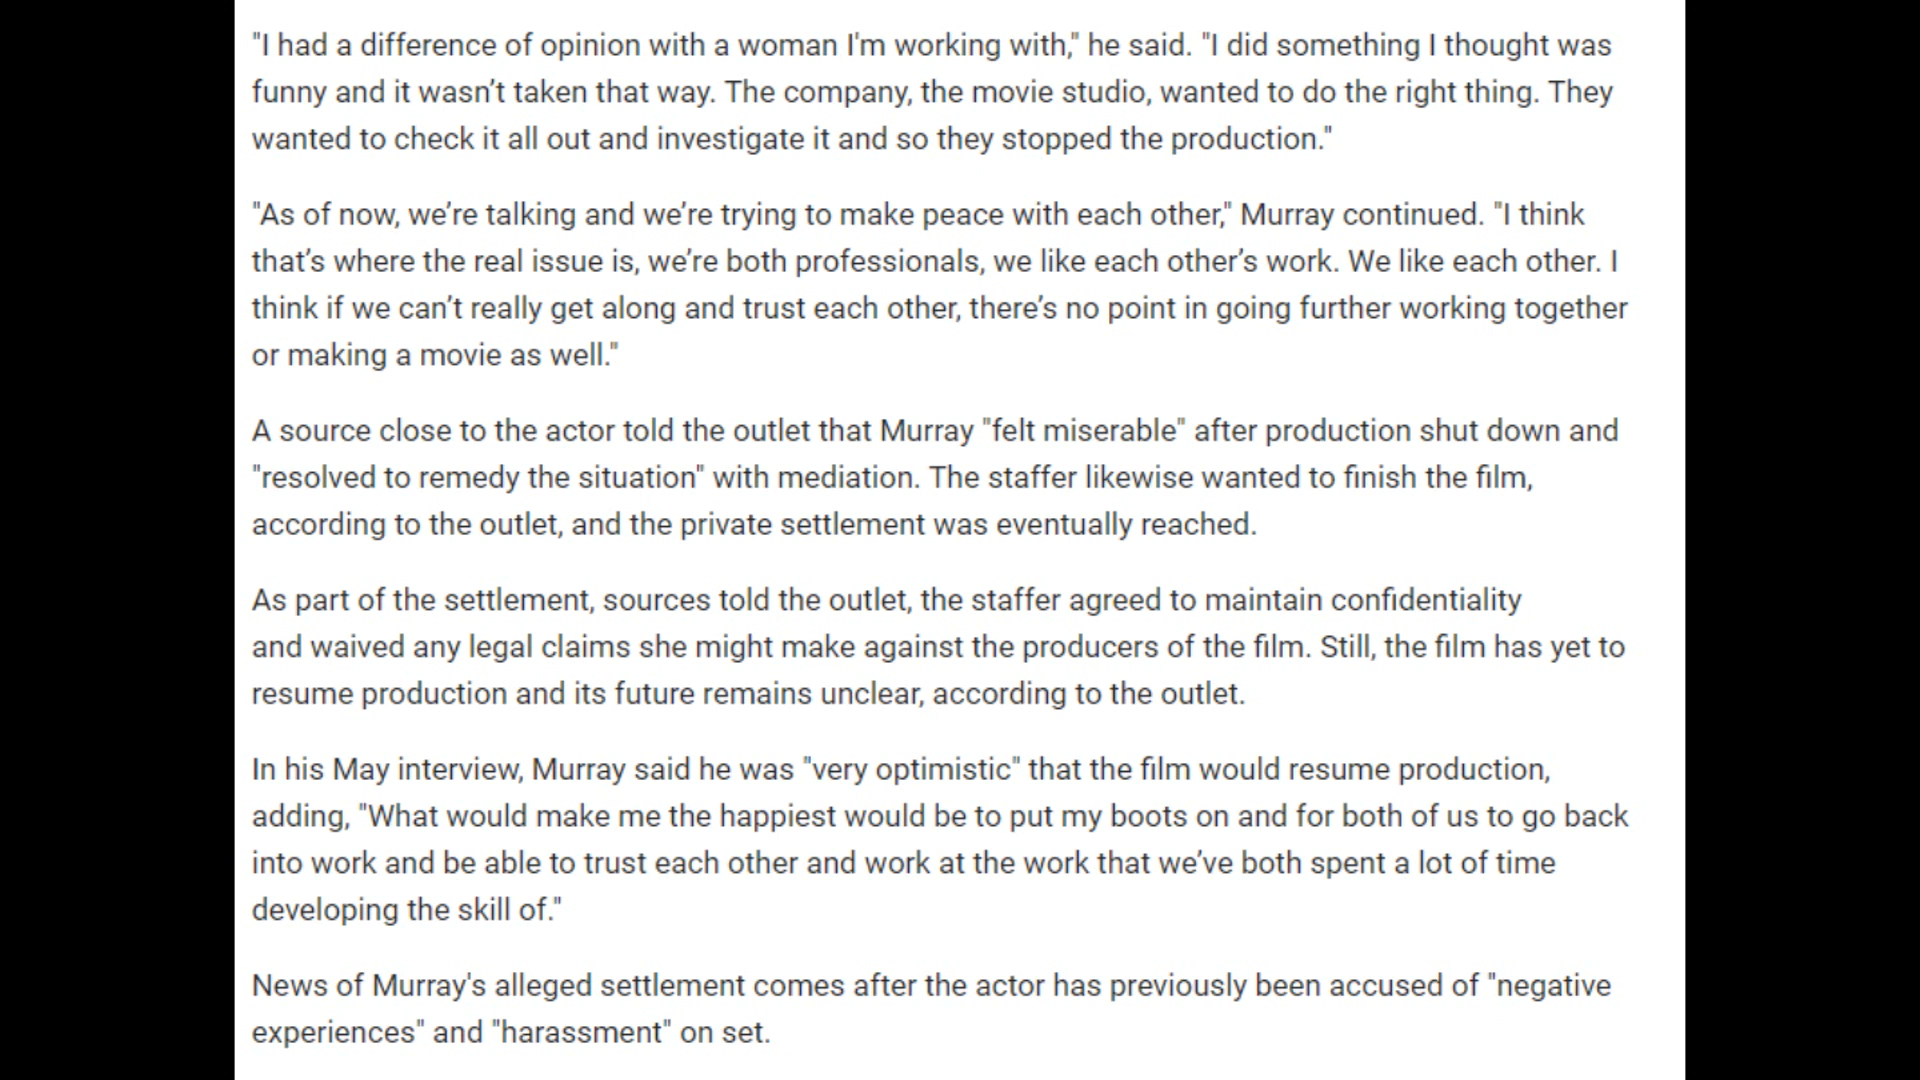 "I had a difference of opinion with a woman I'm working with," he said. "I did something I thought was
funny and it wasn’t taken that way. The company, the movie studio, wanted to do the right thing. They
wanted to check it all out and investigate it and so they stopped the production."
"As of now, we’re talking and we’re trying to make peace with each other," Murray continued. "I think
that’s where the real issue is, we’re both professionals, we like each other’s work. We like each other. I
think if we can’t really get along and trust each other, there’s no point in going further working together
or making a movie as well."
A source close to the actor told the outlet that Murray "felt miserable" after production shut down and
"resolved to remedy the situation" with mediation. The staffer likewise wanted to finish the film,
according to the outlet, and the private settlement was eventually reached.
As part of the settlement, sources told the outlet, the staffer agreed to maintain confidentiality
and waived any legal claims she might make against the producers of the film. Still, the film has yet to
resume production and its future remains unclear, according to the outlet.
In his May interview, Murray said he was "very optimistic" that the film would resume production,
adding, "What would make me the happiest would be to put my boots on and for both of us to go back
into work and be able to trust each other and work at the work that we’ve both spent a lot of time
developing the skill of."
News of Murray's alleged settlement comes after the actor has previously been accused of "negative
experiences" and "harassment" on set.